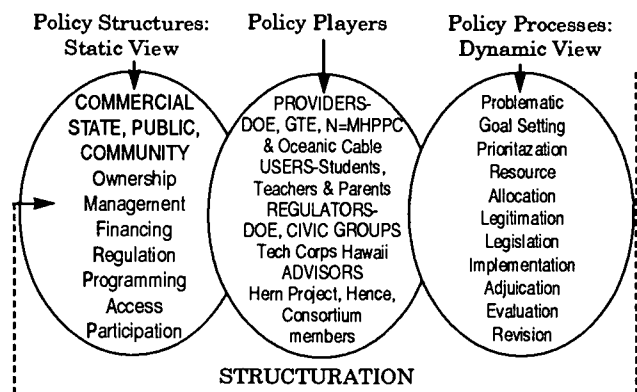 Policy Structures:
Static View
COMMERCIAL
STATE, PUBLIC,
COMMUNITY
Ownership
Management
Financing
Regulation
Programming
Access
Participation
Policy Players
PROVIDERS-
DOE, GTE, N=MHPPC
& Oceanic Cable
USERS-Students,
Teachers & Parents
REGULATORS-
DOE, CIVIC GROUPS
Tech Corps Hawaii
ADVISORS
Hern Project, Hence,
Consortium
members
Policy Processes:
Dynamic View
Problematic
Goal Setting
Prioritazation
Resource
Allocation
Legitimation
Legislation
Implementation
Adjuication
Evaluation
Revision
STRUCTURATION